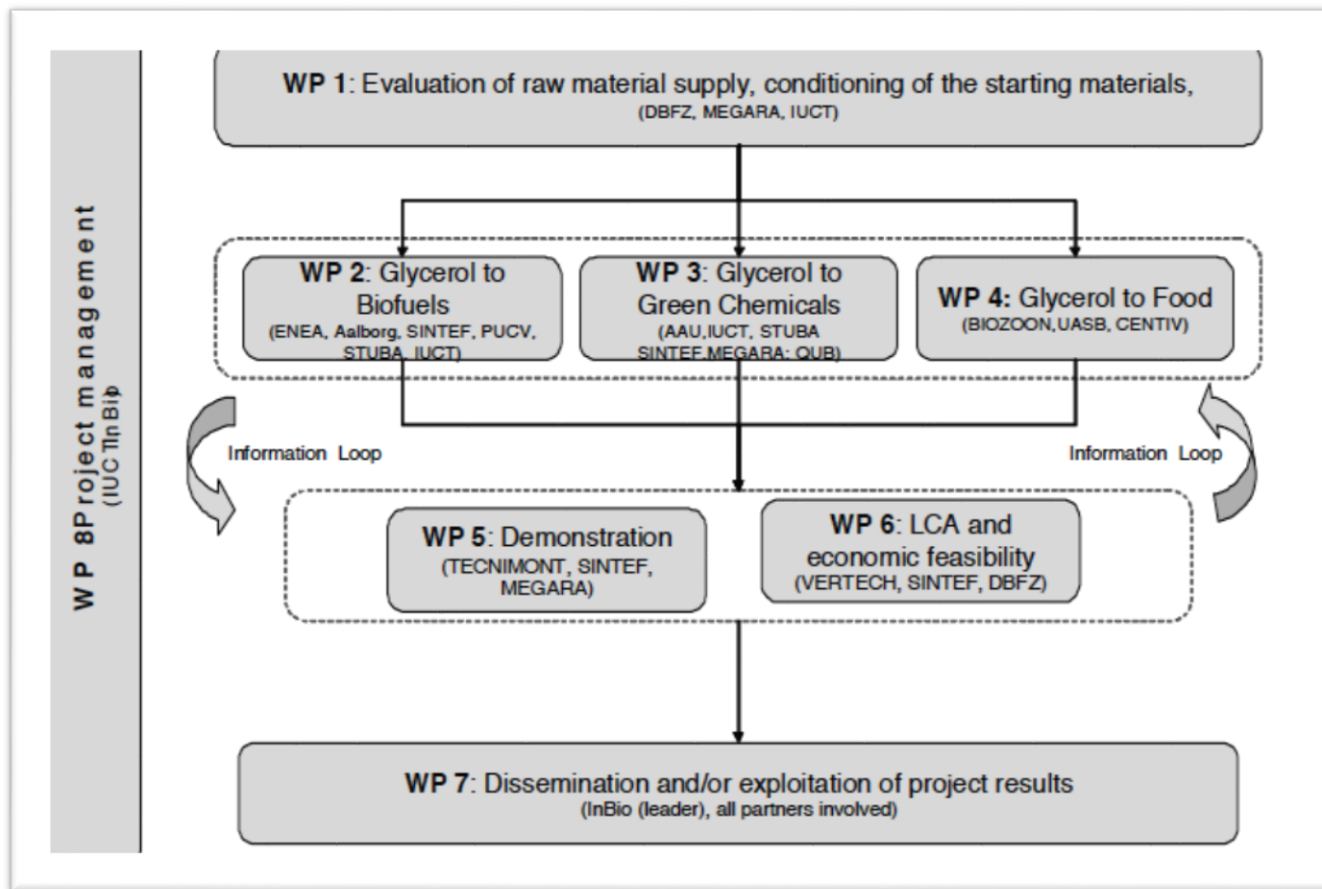 WP 8Project management
(IUC TIn Bio)
WP 1: Evaluation of raw material supply, conditioning of the starting materials,
(DBFZ, MEGARA, IUCT)
WP 2: Glycerol to
Biofuels
(ENEA, Aalborg, SINTEF, PUCV,
STUBA, IUCT)
WP 3: Glycerol to
Green Chemicals
(AAU,IUCT, STUBA
SINTEF,MEGARA; QUB)
WP 4: Glycerol to Food
(BIOZOON,UASB, CENTIV)
Information Loop
Information Loop
WP 5: Demonstration
(TECNIMONT, SINTEF,
MEGARA)
WP 6: LCA and
economic feasibility
(VERTECH, SINTEF, DBFZ)
WP 7: Dissemination and/or exploitation of project results
(InBio (leader), all partners involved)